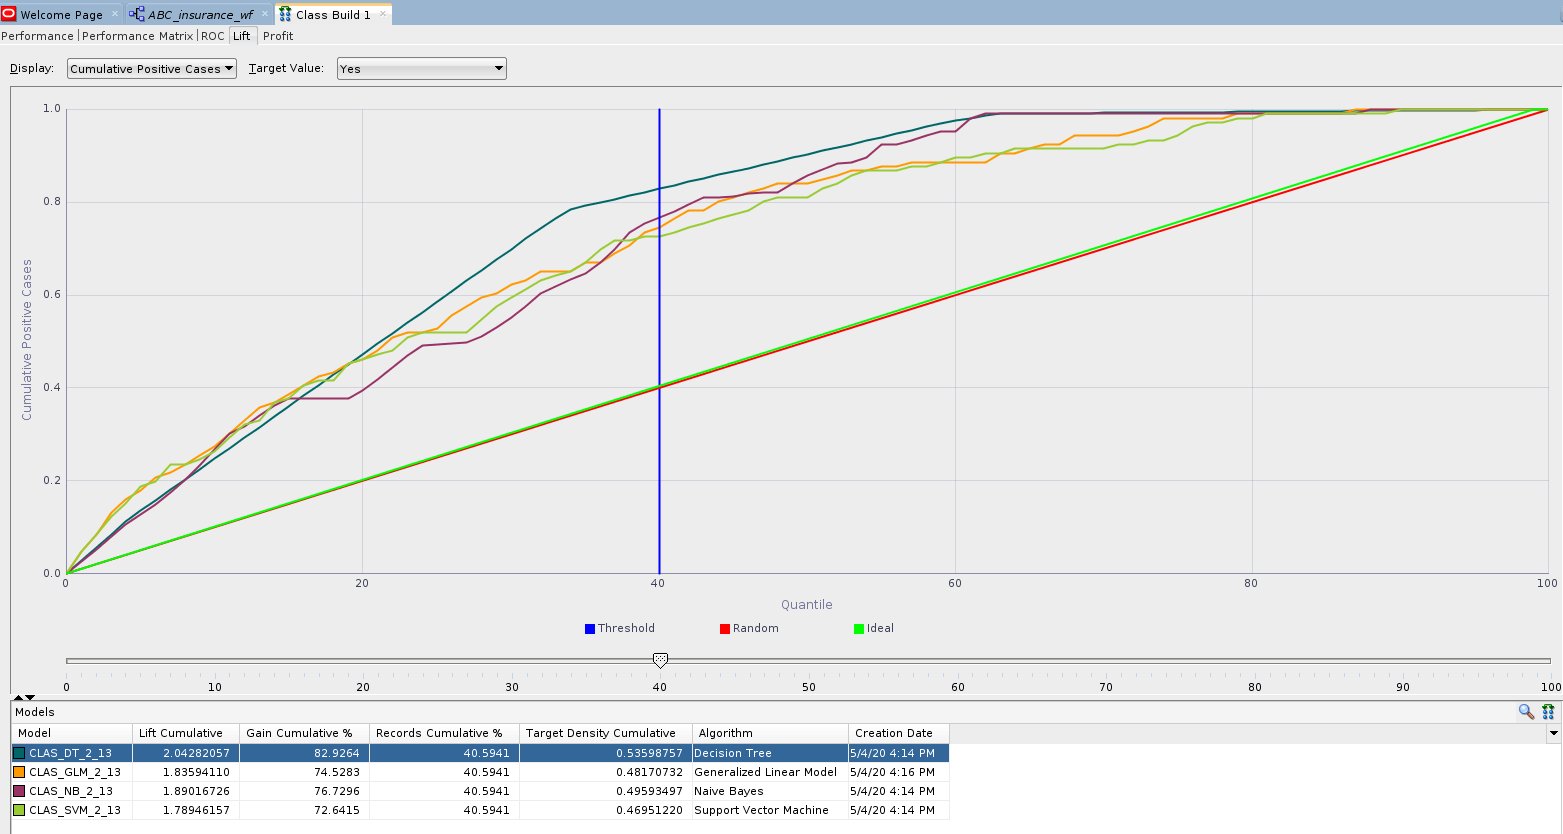 Welcome Page ABC_insurance_wf Class Build 1
Performance Performance Matrix ROC Lift Profit
Display: Cumulative Positive Cases Target Value: Yes
Cumulative Positive Cases
1.0
0.8
0.6
0.4
0.2
0.0
0 20 40 60 80 100
Quantile
Threshold Random Ideal
0 10 20 30 40 50 60 70 80 90 100
Models
Model Lift Cumulative Gain Cumulative % Records Cumulative % Target Density Cumulative Algorithm Creation Date
CLAS_DT_2_13 2.04282057 82.9264 40.5941 0.53598757 Decision Tree 5/4/20 4:14 PM
CLAS_GLM_2_13 1.83594110 74.5283 40.5941 0.48170732 Generalized Linear Model 5/4/20 4:16 PM
CLAS_NB_2_13 1.89016726 76.7296 40.5941 0.49593497 Naive Bayes 5/4/20 4:14 PM
CLAS_SVM_2_13 1.78946157 72.6415 40.5941 0.46951220 Support Vector Machine 5/4/20 4:14 PM